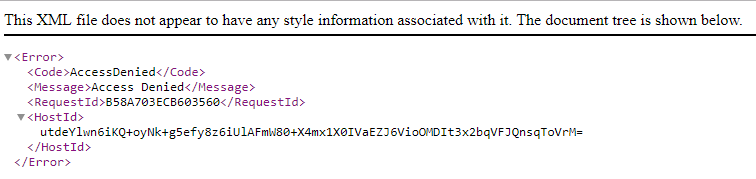 This XML file does not appear to have any style information associated with it. The document tree is shown below.
▼<Error>
<Code>AccessDenied</Code>
<Message>Access Denied</Message>
<RequestId>B58A703ECB603560</RequestId>
▼<HostId>
utdeYlwn6iKQ+oyNk+g5efy8z6iUlAFmW80+X4mx1X0IVaEZJ6VioOMDIt3x2bqVFJQnsqToVrM=
</HostId>
</Error>